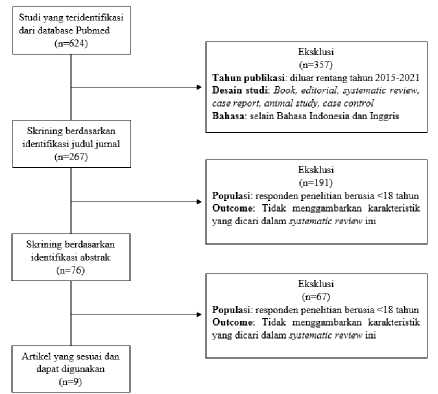 Studi yang teridentifikasi
dari database Pubmed
(n=624)
Eksklusi
(n=357)
Tahun publikasi: diluar rentang tahun 2015-2021
Desain studi: Book, editorial, systematic review,
case report, animal study, case control
Bahasa: selain Bahasa Indonesia dan Inggris
Skrining berdasarkan
identifikasi judul jurnal
(n=267)
Eksklusi
(n=191)
Populasi: responden penelitian berusia <18 tahun
Outcome: Tidak menggambarkan karakteristik
yang dicari dalam systematic review ini
Skrining berdasarkan
identifikasi abstrak
(n=76)
Eksklusi
(n=67)
Populasi: responden penelitian berusia <18 tahun
Outcome: Tidak menggambarkan karakteristik
yang dicari dalam systematic review ini
Artikel yang sesuai dan
dapat digunakan
(n=9)